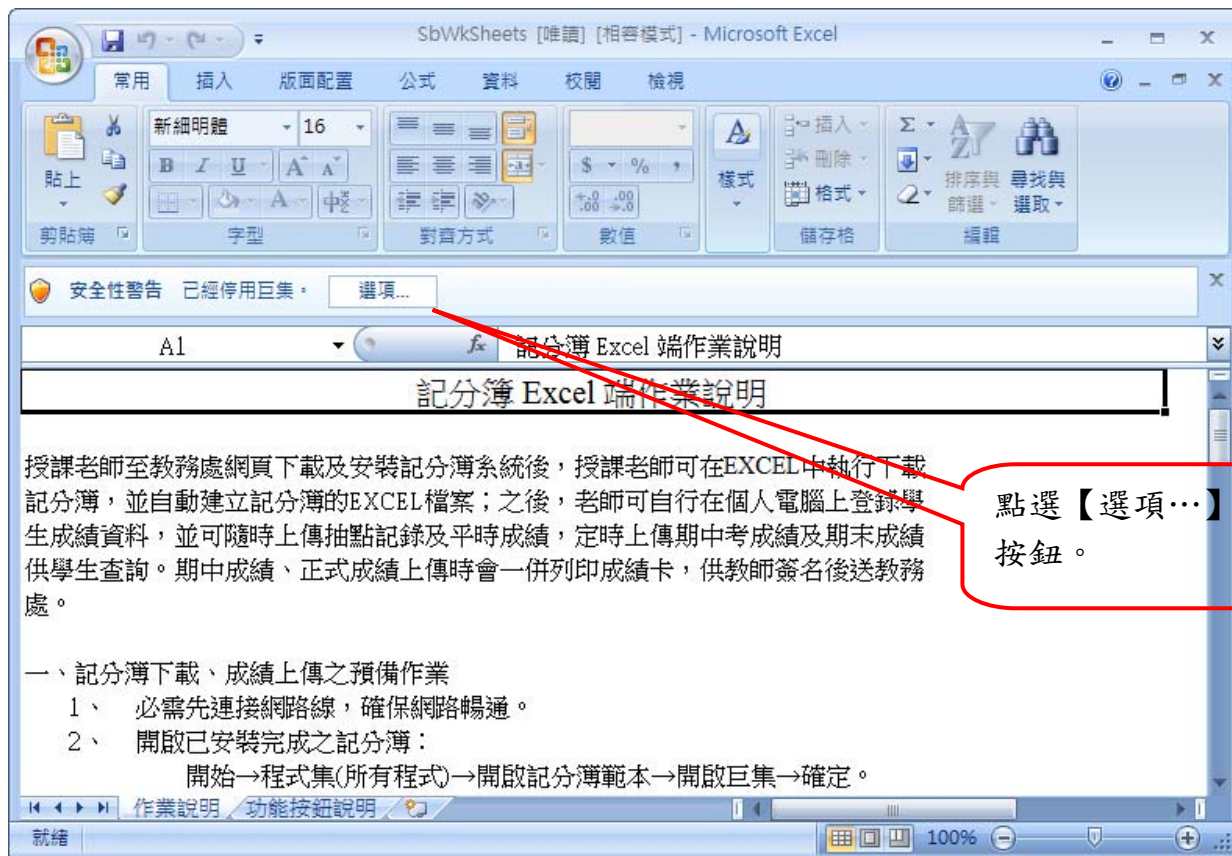 SbWkSheets [唯讀] [相容模式] - Microsoft Excel
常用 插入 版面配置 公式 資料 校閱 檢視
新細明體 16
貼上
B I U A A
$ % ,
樣式
插入
刪除
格式
Σ
排序與
篩選
尋找與
選取
剪貼簿 字型 對齊方式 數值 儲存格 編輯
安全性警告 已經停用巨集。 選項...
A1 fx 記分簿 Excel 端作業說明
記分簿 Excel 端作業說明
授課老師至教務處網頁下載及安裝記分簿系統後，授課老師可在EXCEL中執行下載
記分簿，並自動建立記分簿的EXCEL檔案；之後，老師可自行在個人電腦上登錄學
生成績資料，並可隨時上傳抽點記錄及平時成績，定時上傳期中考成績及期末成績
供學生查詢。期中成績、正式成績上傳時會一併列印成績卡，供教師簽名後送教務
處。
點選【選項…】
按鈕。
一、記分簿下載、成績上傳之預備作業
1、 必需先連接網路線，確保網路暢通。
2、 開啟已安裝完成之記分簿：
開始→程式集(所有程式)→開啟記分簿範本→開啟巨集→確定。
作業說明 功能按鈕說明
就緒 100%